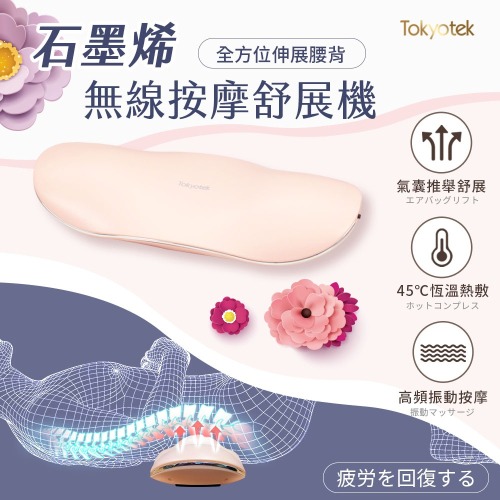 Tokyotek
石墨烯
全方位伸展腰背
無線按摩舒展機
Tokyotek
氣囊推舉舒展
エアバッグリフト
45℃恆溫熱敷
ホットコンプレス
高頻振動按摩
振動マッサージ
疲労を回復する